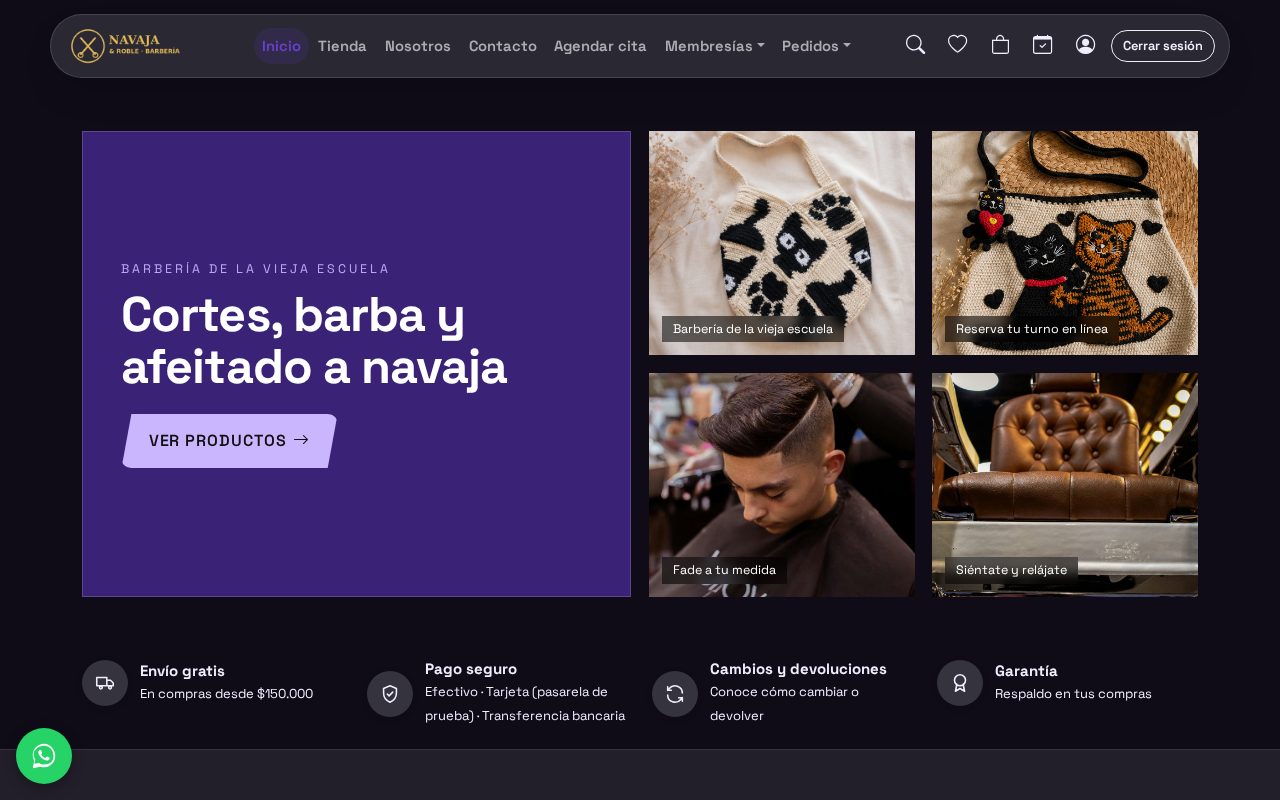 NAVAJA
& ROBLE · BARBERÍA
Inicio
Tienda
Nosotros
Contacto
Agendar cita
Membresías
Pedidos
Cerrar sesión
BARBERÍA DE LA VIEJA ESCUELA
Cortes, barba y
afeitado a navaja
VER PRODUCTOS →
Barbería de la vieja escuela
Reserva tu turno en línea
Fade a tu medida
Siéntate y relájate
Envío gratis
En compras desde $150.000
Pago seguro
Efectivo · Tarjeta (pasarela de
prueba) · Transferencia bancaria
Cambios y devoluciones
Conoce cómo cambiar o
devolver
Garantía
Respaldo en tus compras